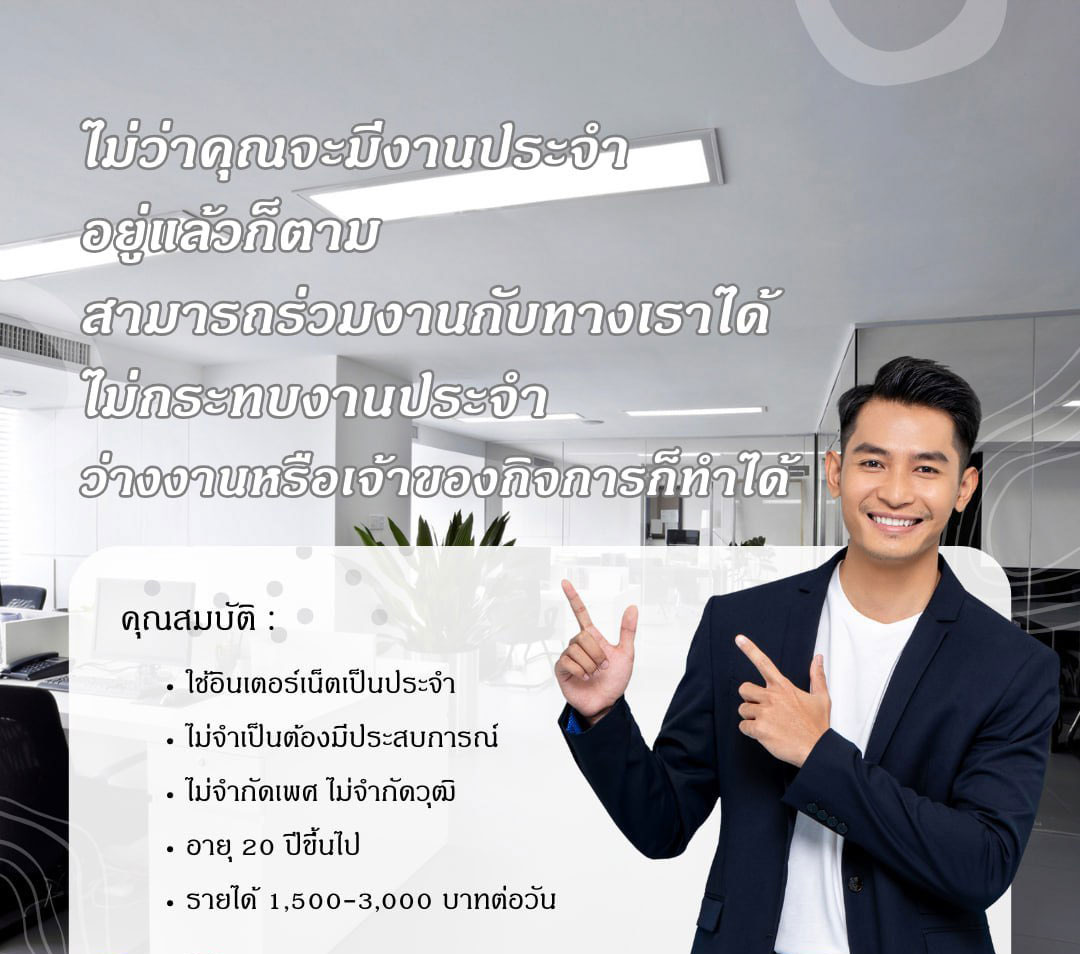 ไม่ว่าคุณจะมีงานประจำ
อยู่แล้วก็ตาม
สามารถร่วมงานกับทางเราได้
ไม่กระทบงานประจำ
ว่างงานหรือเจ้าของกิจการก็ทำได้
คุณสมบัติ :
• ใช้อินเตอร์เน็ตเป็นประจำ
• ไม่จำเป็นต้องมีประสบการณ์
• ไม่จำกัดเพศ ไม่จำกัดวุฒิ
• อายุ 20 ปีขึ้นไป
• รายได้ 1,500-3,000 บาทต่อวัน